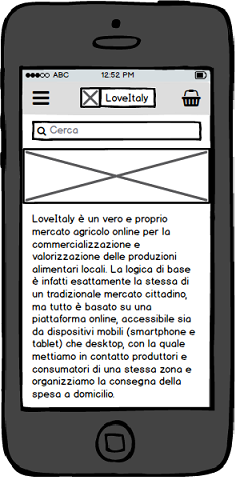 ABC 12:52 PM
LoveItaly
Cerca
LoveItaly è un vero e proprio
mercato agricolo online per la
commercializzazione e
valorizzazione delle produzioni
alimentari locali. La logica di base
è infatti esattamente la stessa di
un tradizionale mercato cittadino,
ma tutto è basato su una
piattaforma online, accessibile sia
da dispositivi mobili (smartphone e
tablet) che desktop, con la quale
mettiamo in contatto produttori e
consumatori di una stessa zona e
organizziamo la consegna della
spesa a domicilio.